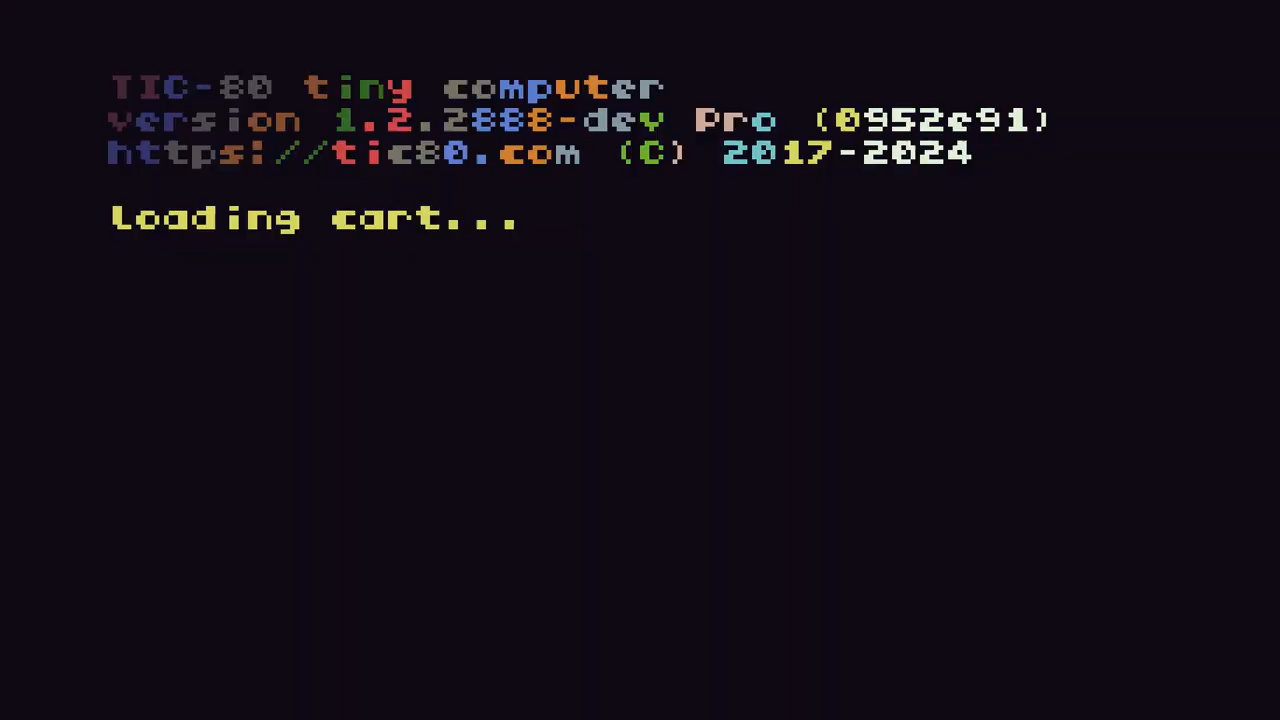 TIC-80 tiny computer
version 1.2.2888-dev Pro (0952e91)
https://tic80.com (C) 2017-2024
Loading cart...